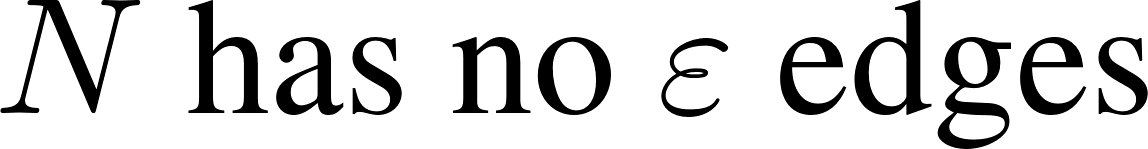 N has no ε edges